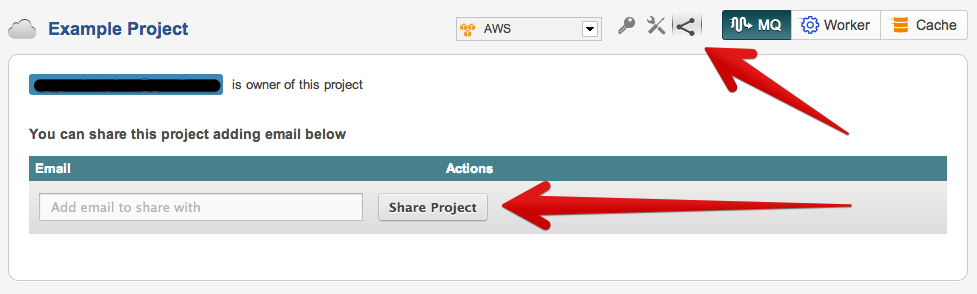 Example Project
AWS
MQ
Worker
Cache
is owner of this project
You can share this project adding email below
Email
Actions
Add email to share with
Share Project